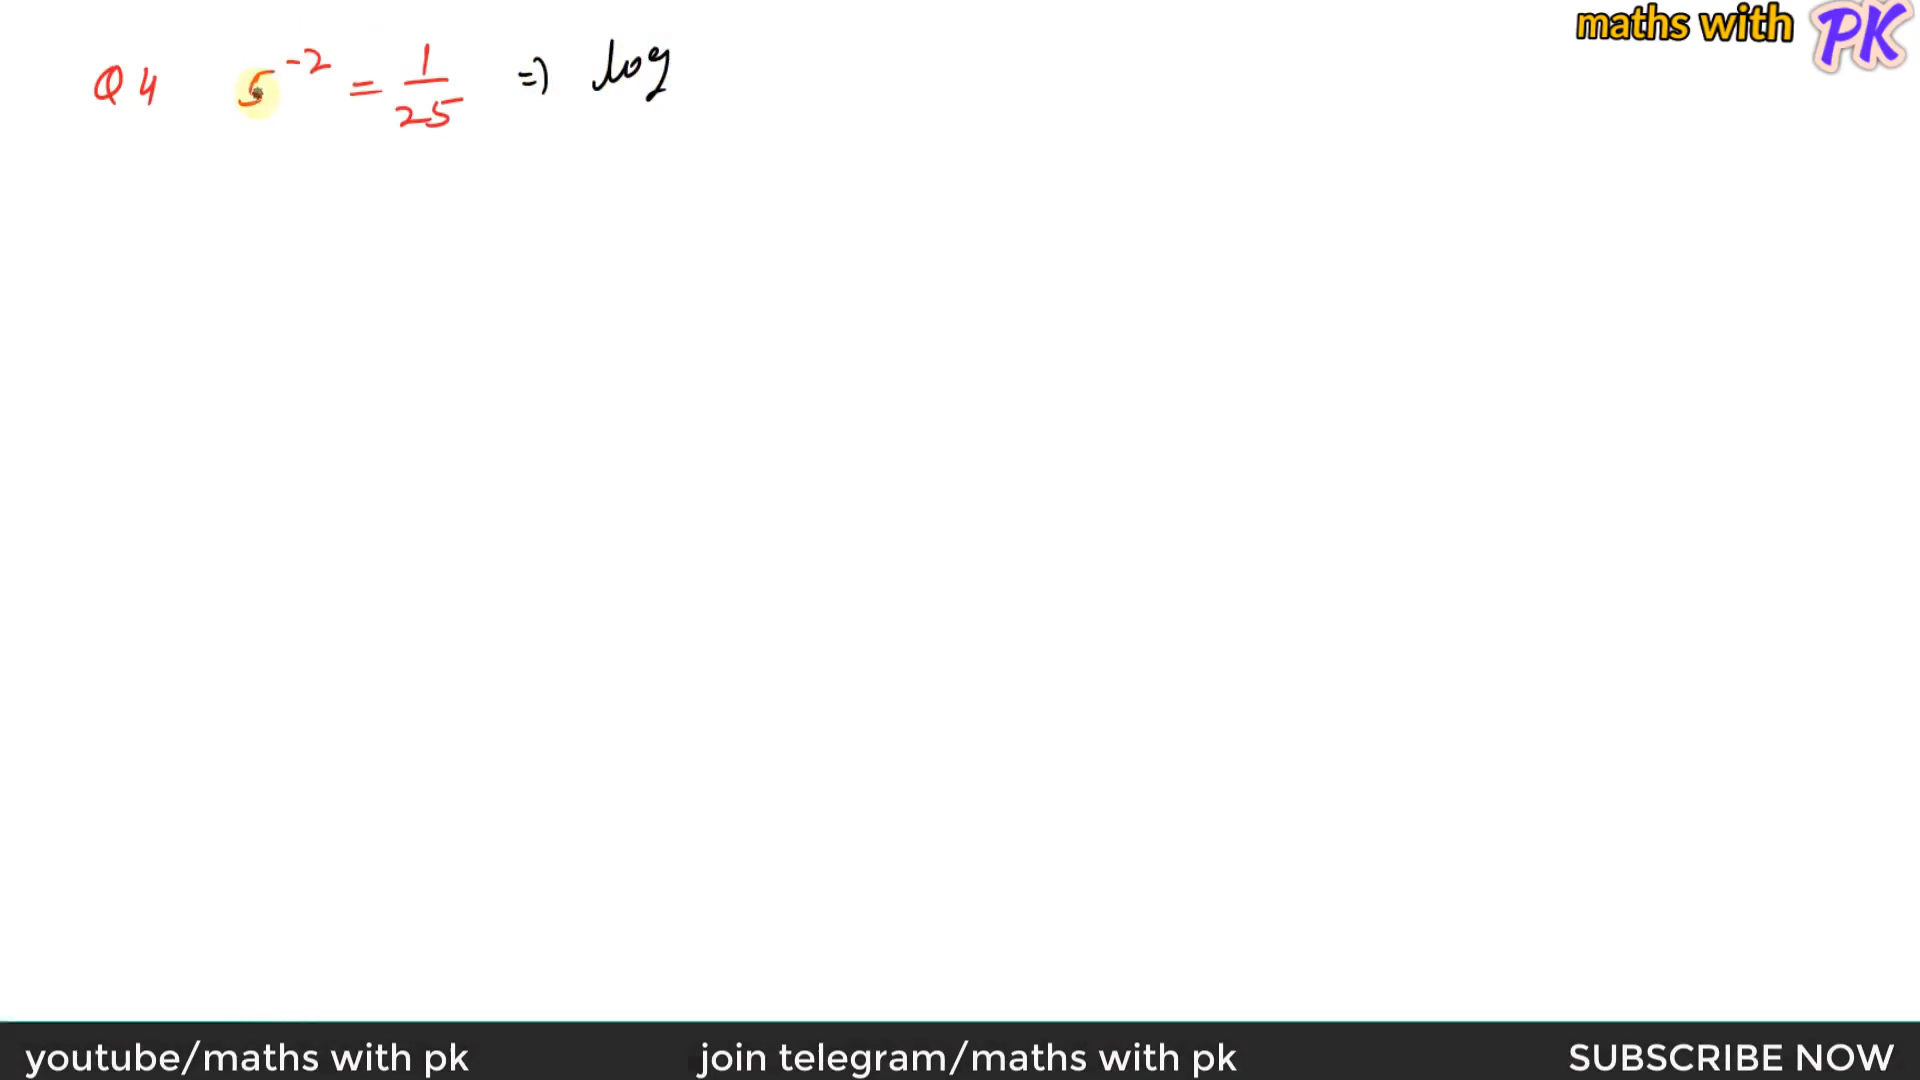 maths with PK
Q 4 5^-2 = 1/25 => log
youtube/maths with pk
join telegram/maths with pk
SUBSCRIBE NOW